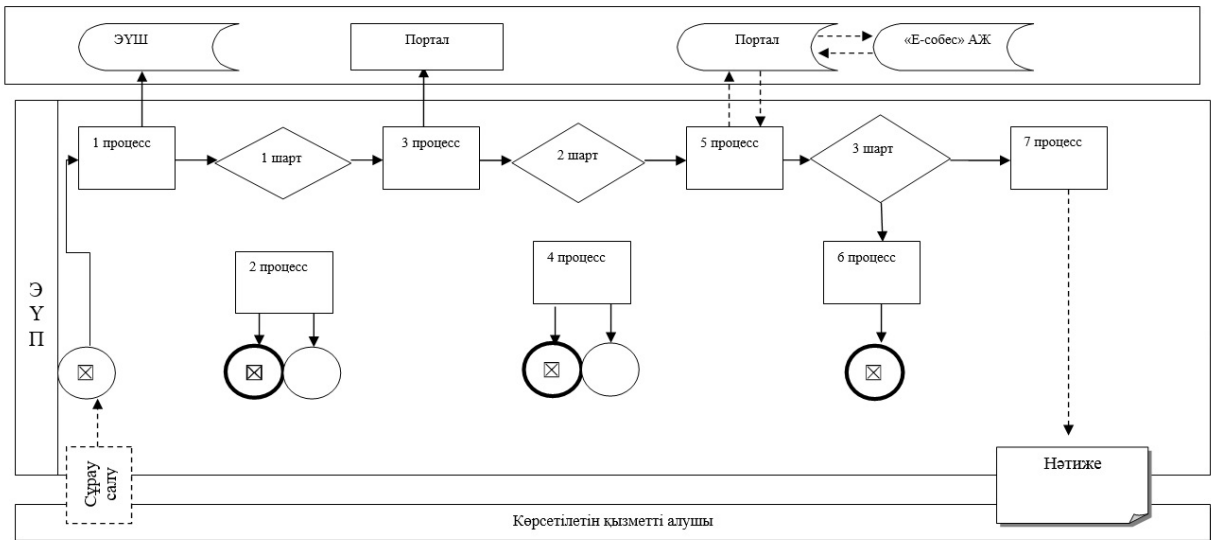 ЭҮШ
Портал
Портал
«Е-собес» АЖ
1 процесс
1 шарт
3 процесс
2 шарт
5 процесс
3 шарт
7 процесс
2 процесс
4 процесс
6 процесс
Э
Ү
П
Сұрау
салу
Нәтиже
Көрсетілетін қызметті алушы